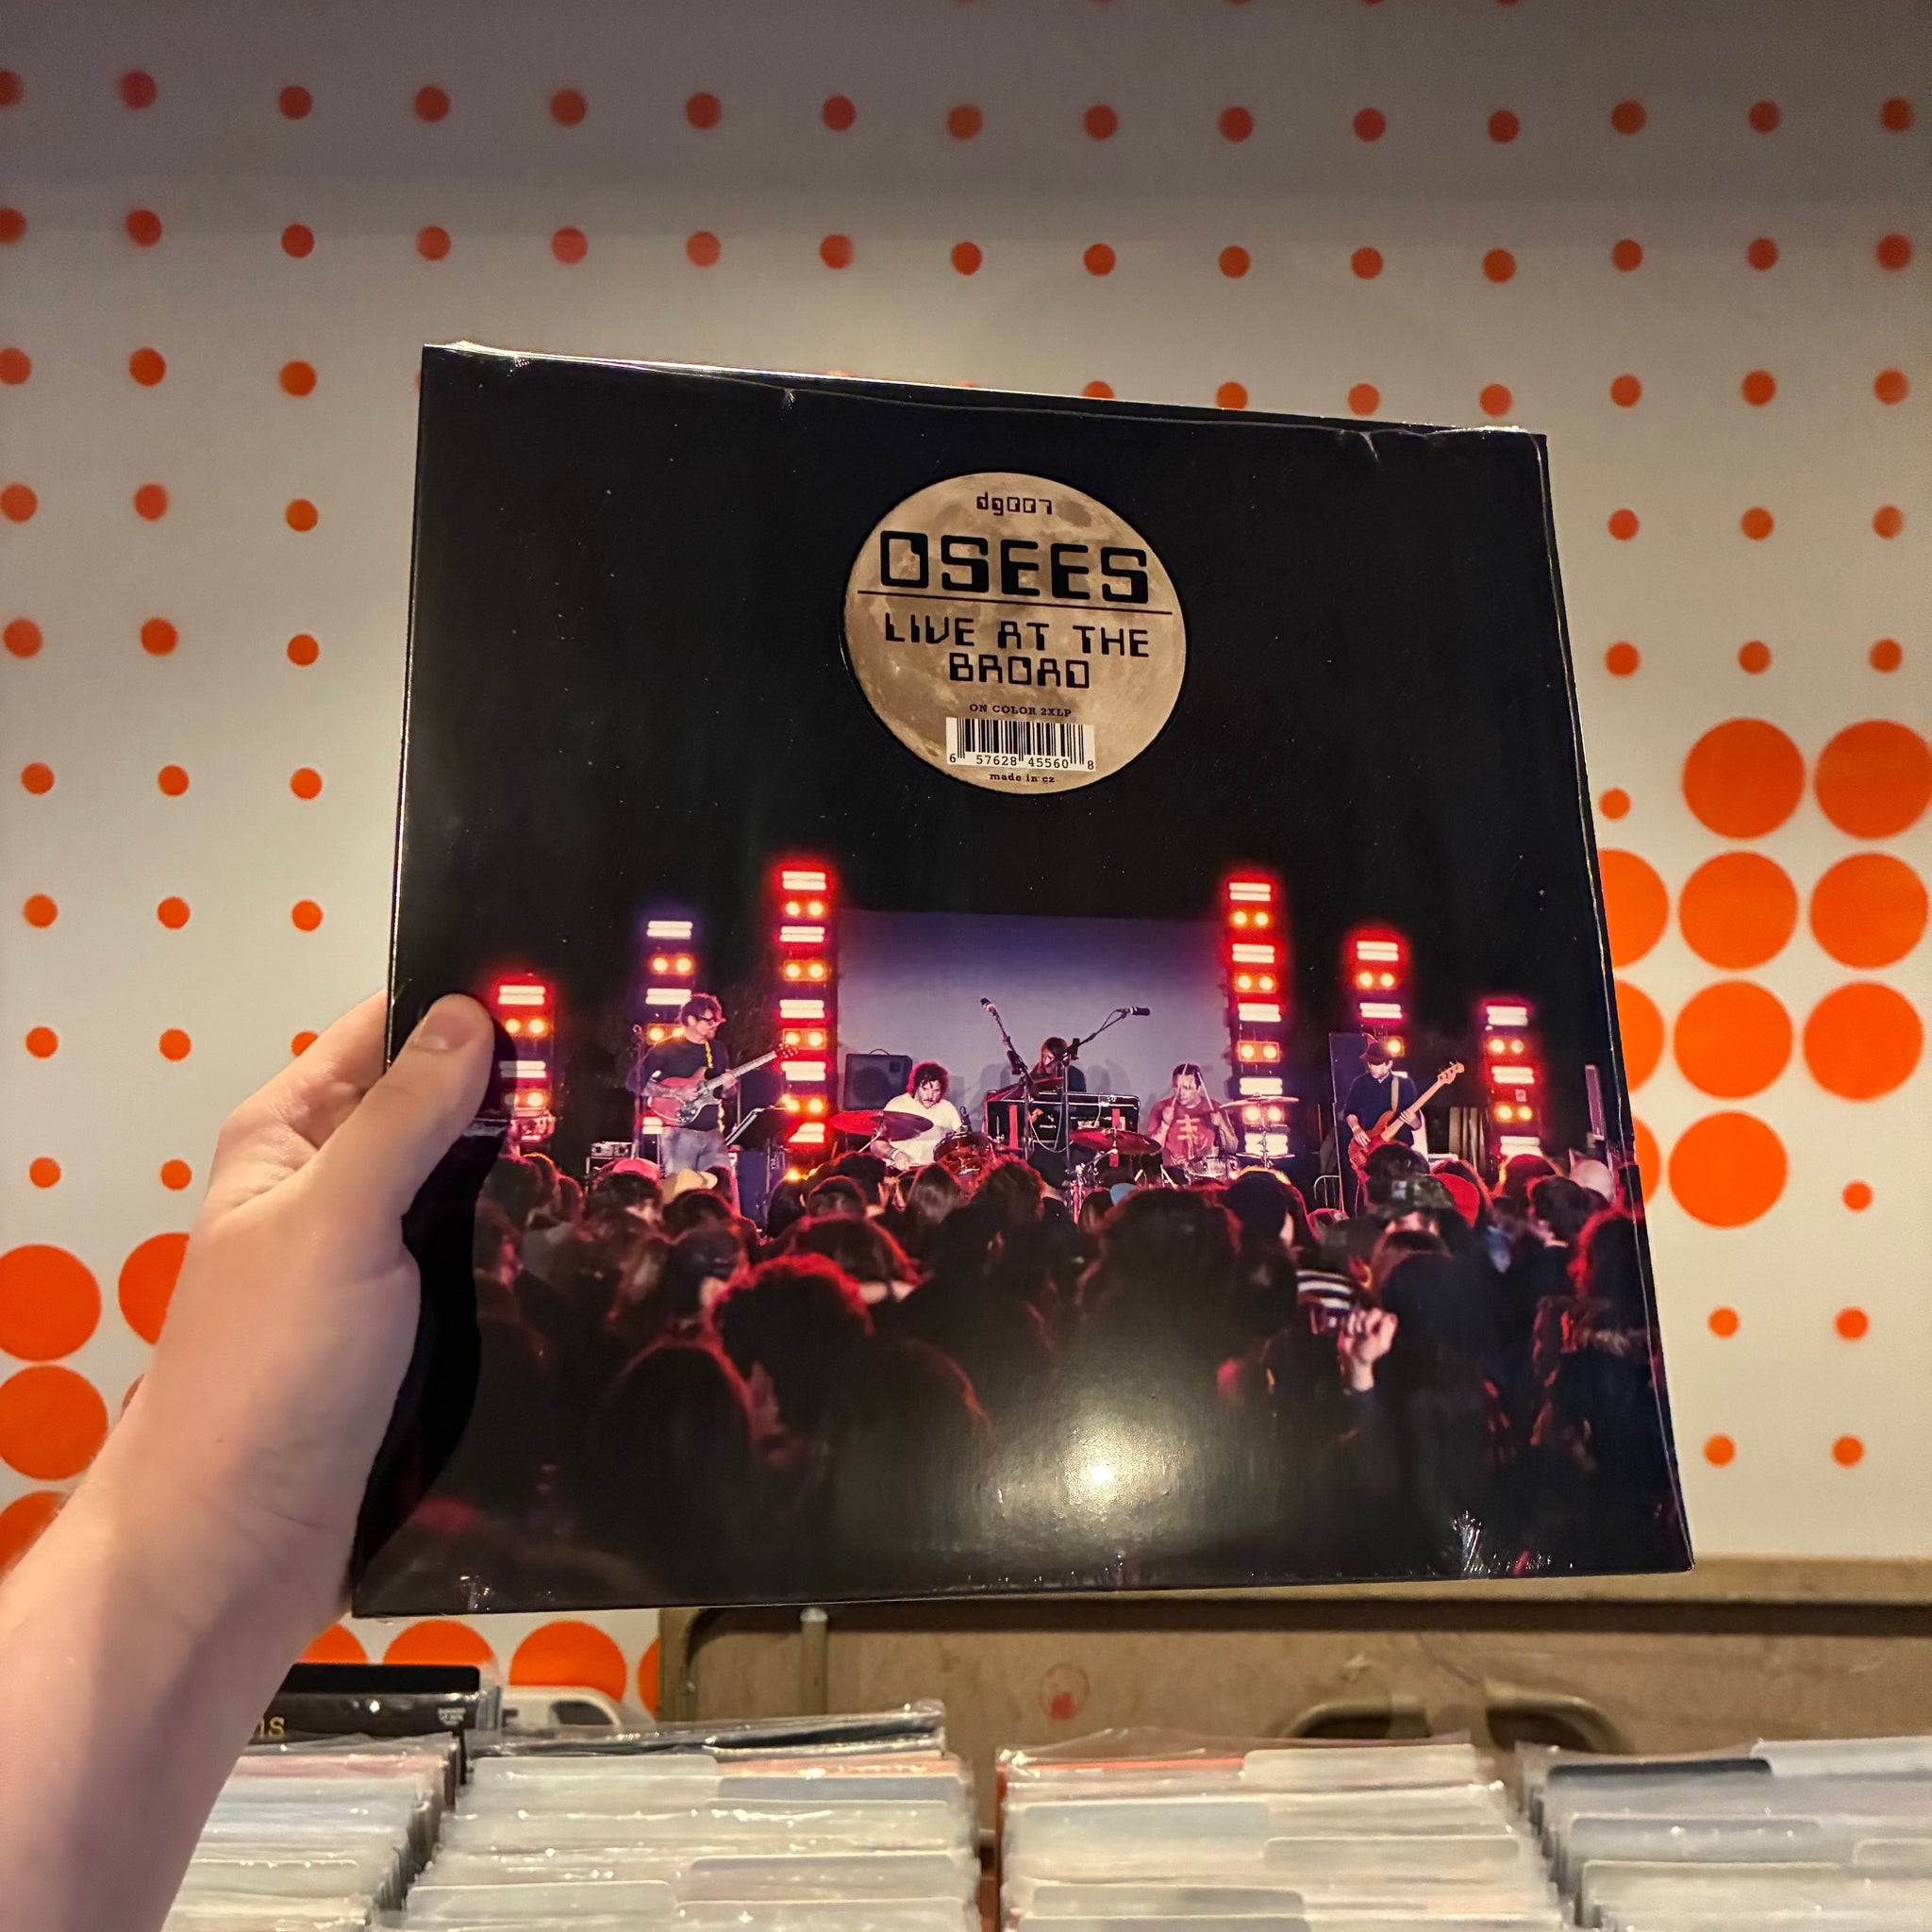 dg007
OSEES
LIVE AT THE
BROAD
ON COLOR 2XLP
6 57628 45560 8
made in cz